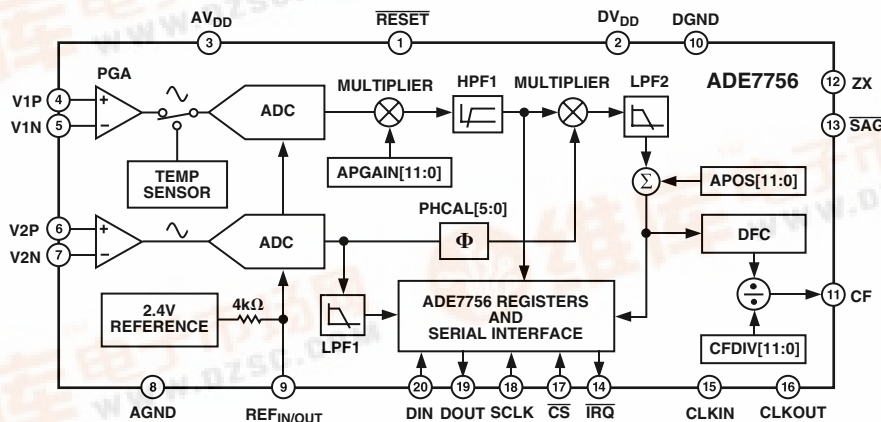 AVDD
RESET
DVDD
DGND
3
1
2
10
PGA
ADE7756
V1P 4
V1N 5
+
−
ADC
MULTIPLIER
HPF1
MULTIPLIER
LPF2
12 ZX
13 SAG
TEMP
SENSOR
APGAIN[11:0]
Σ
APOS[11:0]
V2P 6
V2N 7
+
−
ADC
PHCAL[5:0]
Φ
DFC
÷
11 CF
2.4V
REFERENCE
4kΩ
LPF1
ADE7756 REGISTERS
AND
SERIAL INTERFACE
CFDIV[11:0]
8
9
20
19
18
17
14
15
16
AGND
REFIN/OUT
DIN
DOUT
SCLK
CS
IRQ
CLKIN
CLKOUT
WWW.DZSC.COM